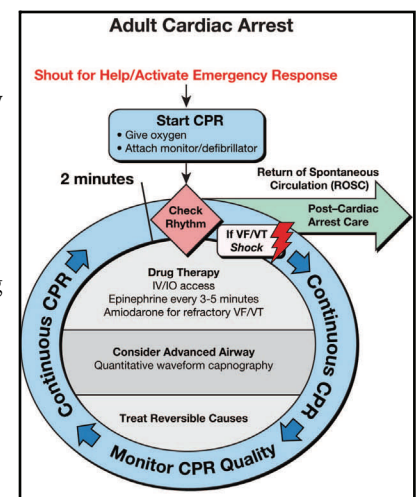 Adult Cardiac Arrest
Shout for Help/Activate Emergency Response
Start CPR
• Give oxygen
• Attach monitor/defibrillator
2 minutes
Return of Spontaneous
Circulation (ROSC)
Check
Rhythm
Post–Cardiac
Arrest Care
If VF/VT
Shock
Drug Therapy
IV/IO access
Epinephrine every 3-5 minutes
Amiodarone for refractory VF/VT
Consider Advanced Airway
Quantitative waveform capnography
Treat Reversible Causes
Continuous CPR
Continuous CPR
Monitor CPR Quality